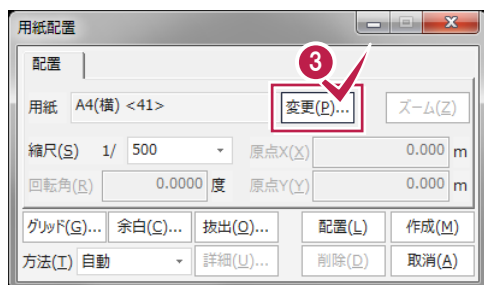 用紙配置
配置
3
用紙 A4(横) <41> 変更(P)... ズーム(Z)
縮尺(S) 1/ 500 原点X(X) 0.000 m
回転角(R) 0.0000 度 原点Y(Y) 0.000 m
グリッド(G)... 余白(C)... 抜出(O)... 配置(L) 作成(M)
方法(T) 自動 詳細(U)... 削除(D) 取消(A)